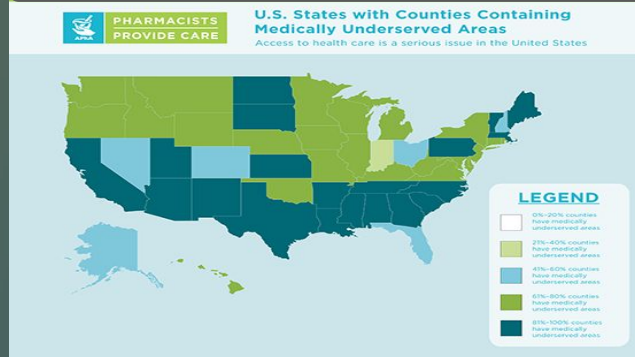 APhA
PHARMACISTS
PROVIDE CARE
U.S. States with Counties Containing
Medically Underserved Areas
Access to health care is a serious issue in the United States
LEGEND
0%-20% counties
have medically
underserved areas
21%-40% counties
have medically
underserved areas
41%-60% counties
have medically
underserved areas
61%-80% counties
have medically
underserved areas
81%-100% counties
have medically
underserved areas